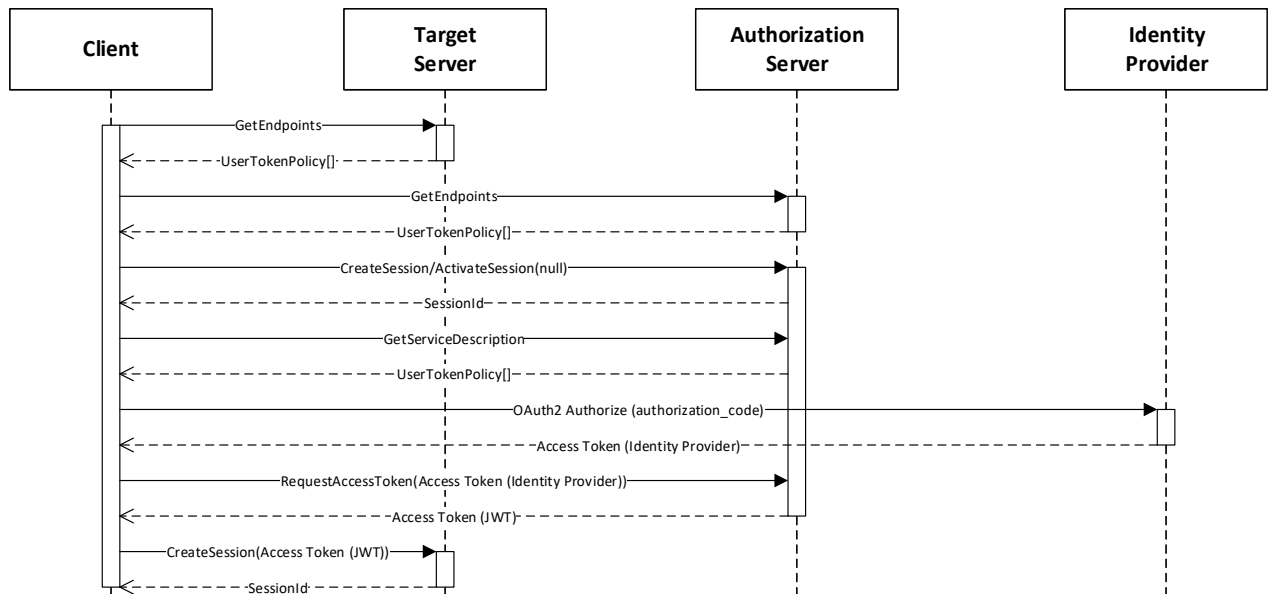 Client
Target
Server
Authorization
Server
Identity
Provider
GetEndpoints
UserTokenPolicy[]
GetEndpoints
UserTokenPolicy[]
CreateSession/ActivateSession(null)
SessionId
GetServiceDescription
UserTokenPolicy[]
OAuth2 Authorize (authorization_code)
Access Token (Identity Provider)
RequestAccessToken(Access Token (Identity Provider))
Access Token (JWT)
CreateSession(Access Token (JWT))
SessionId